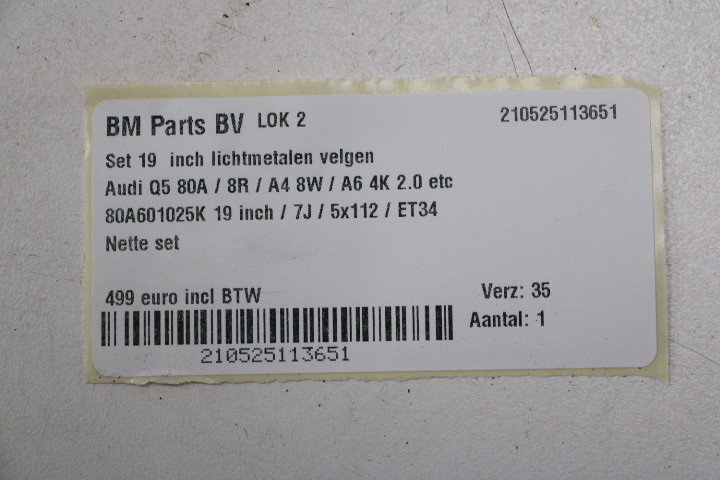 BM Parts BV LOK 2 210525113651
Set 19 inch lichtmetalen velgen
Audi Q5 80A / 8R / A4 8W / A6 4K 2.0 etc
80A601025K 19 inch / 7J / 5x112 / ET34
Nette set
499 euro incl BTW Verz: 35
Aantal: 1
210525113651